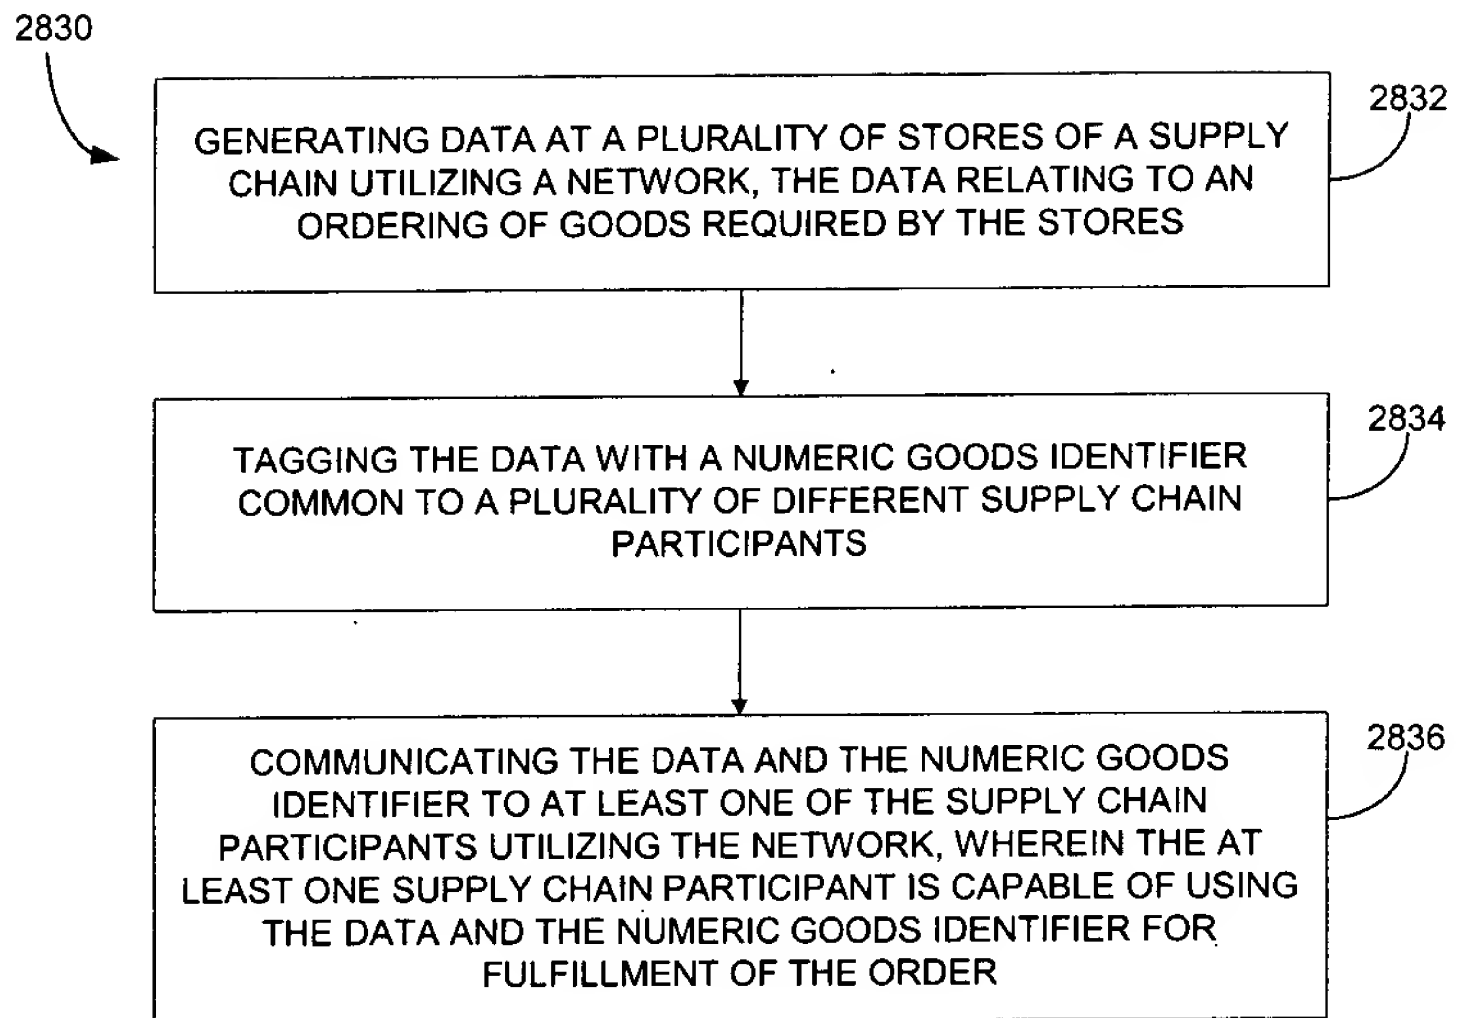 2830
2832
GENERATING DATA AT A PLURALITY OF STORES OF A SUPPLY
CHAIN UTILIZING A NETWORK, THE DATA RELATING TO AN
ORDERING OF GOODS REQUIRED BY THE STORES
2834
TAGGING THE DATA WITH A NUMERIC GOODS IDENTIFIER
COMMON TO A PLURALITY OF DIFFERENT SUPPLY CHAIN
PARTICIPANTS
2836
COMMUNICATING THE DATA AND THE NUMERIC GOODS
IDENTIFIER TO AT LEAST ONE OF THE SUPPLY CHAIN
PARTICIPANTS UTILIZING THE NETWORK, WHEREIN THE AT
LEAST ONE SUPPLY CHAIN PARTICIPANT IS CAPABLE OF USING
THE DATA AND THE NUMERIC GOODS IDENTIFIER FOR
FULFILLMENT OF THE ORDER